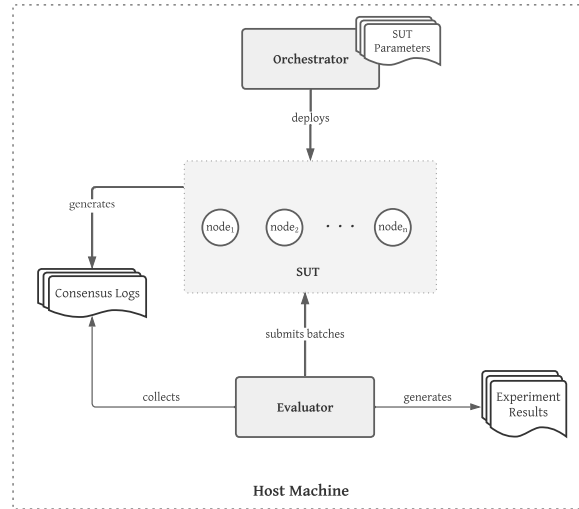 SUT
Parameters
Orchestrator
deploys
generates
node₁ node₂ · · · nodeₙ
SUT
Consensus Logs
submits batches
collects
Evaluator
generates
Experiment
Results
Host Machine